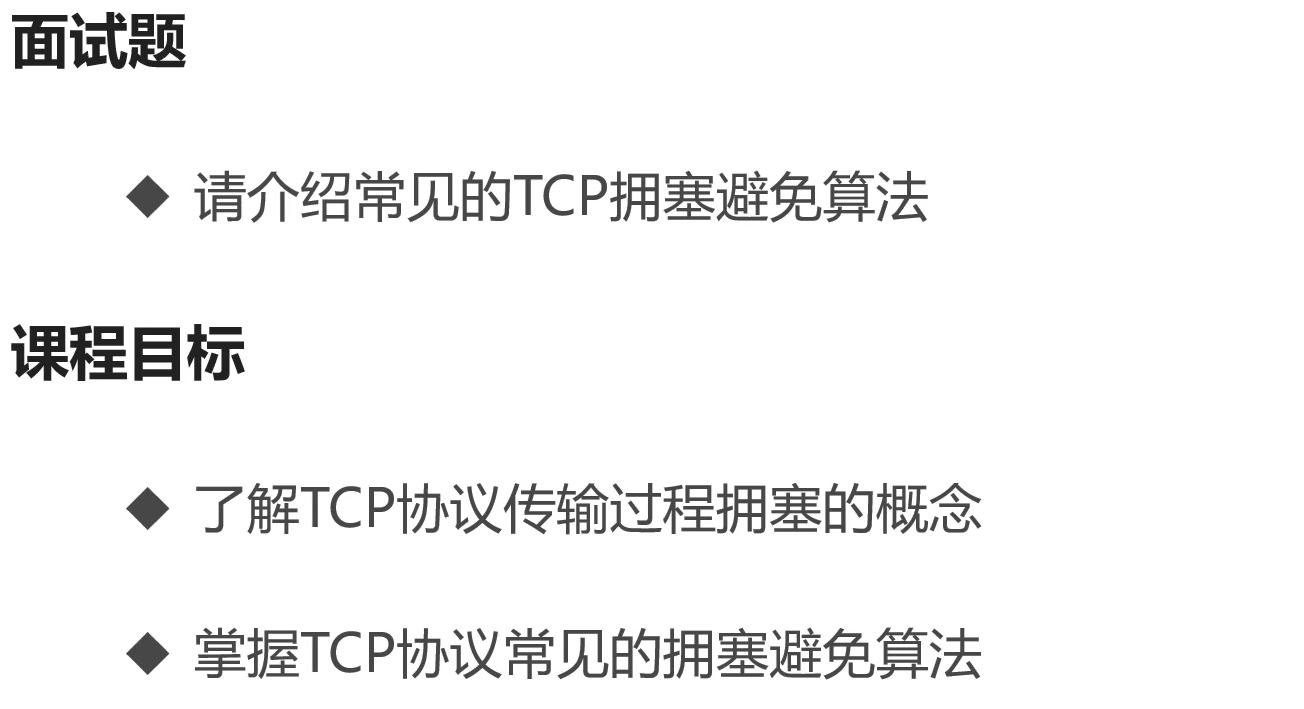 面试题
◆ 请介绍常见的TCP拥塞避免算法
课程目标
◆ 了解TCP协议传输过程拥塞的概念
◆ 掌握TCP协议常见的拥塞避免算法